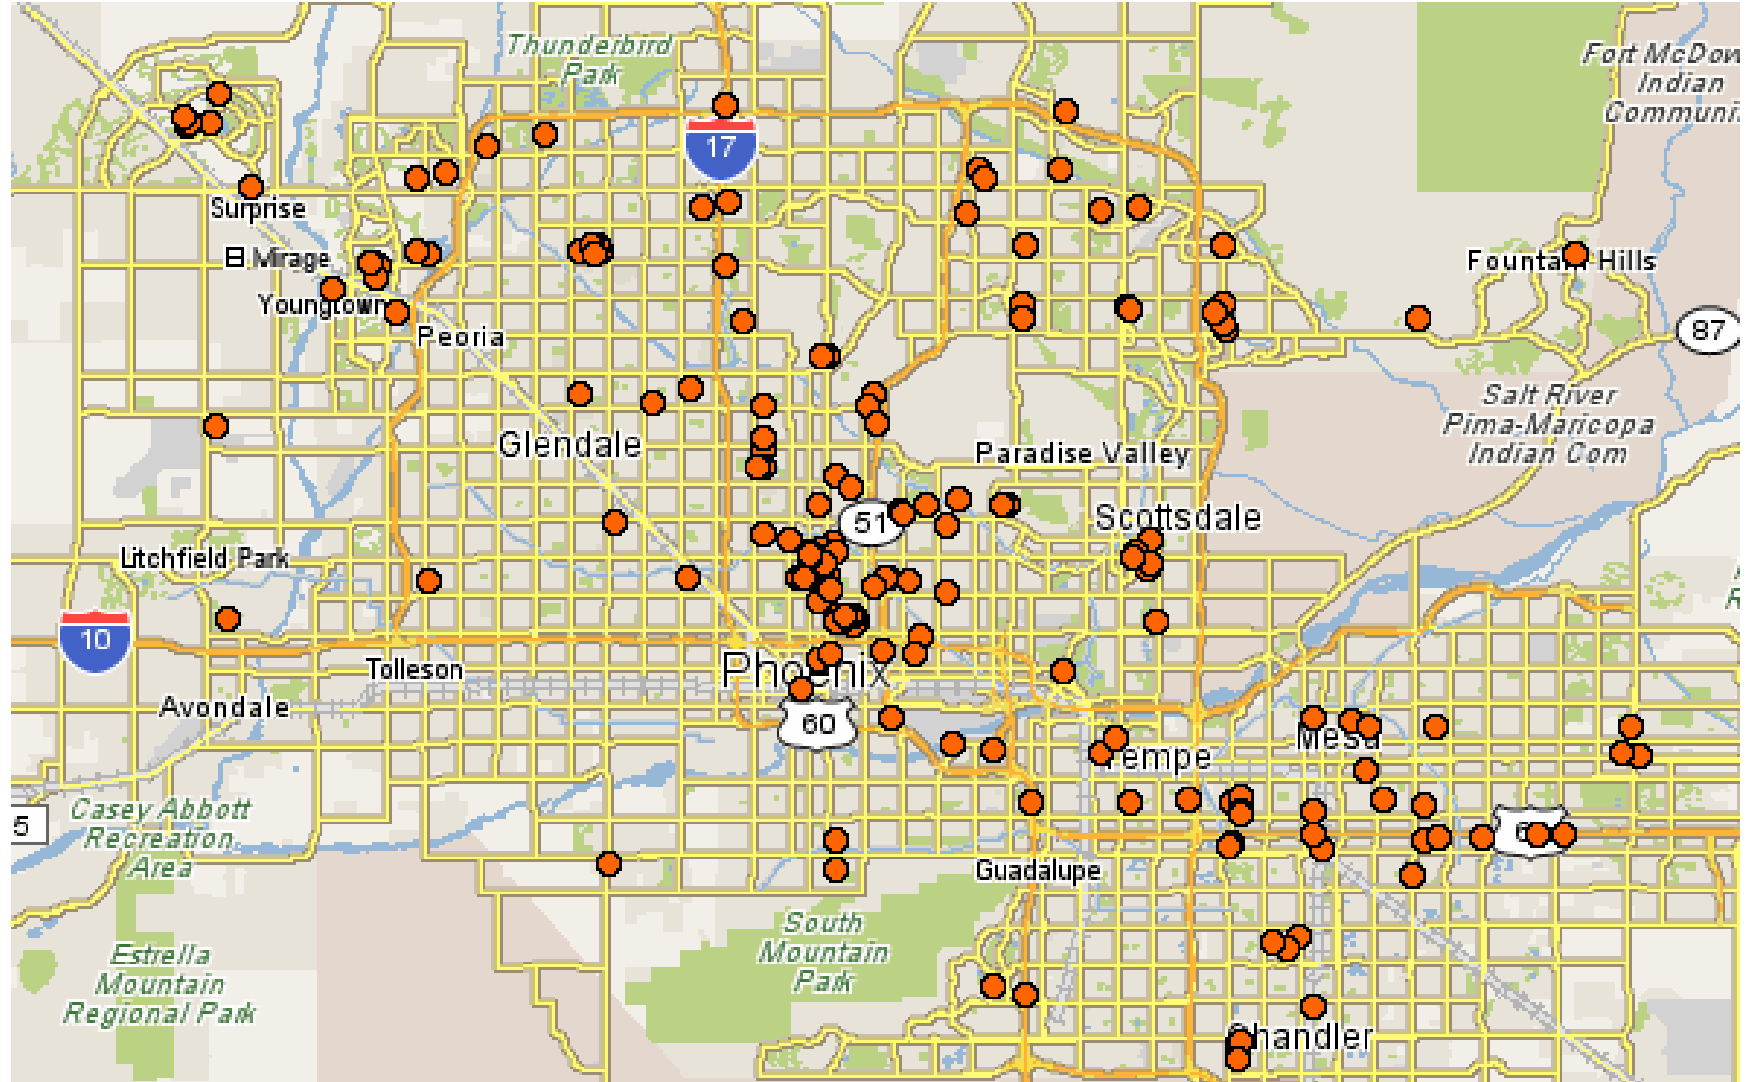 Thunderbird
Park
Fort McDow
Indian
Communi
17
Surprise
El Mirage
Youngtown
Peoria
Fountain Hills
87
Salt River
Pima-Maricopa
Indian Com
Glendale
Paradise Valley
51
Scottsdale
Litchfield Park
10
Tolleson
Phoenix
Avondale
60
Mesa
Tempe
Casey Abbott
Recreation
Area
5
Guadalupe
South
Mountain
Park
Estrella
Mountain
Regional Park
Chandler